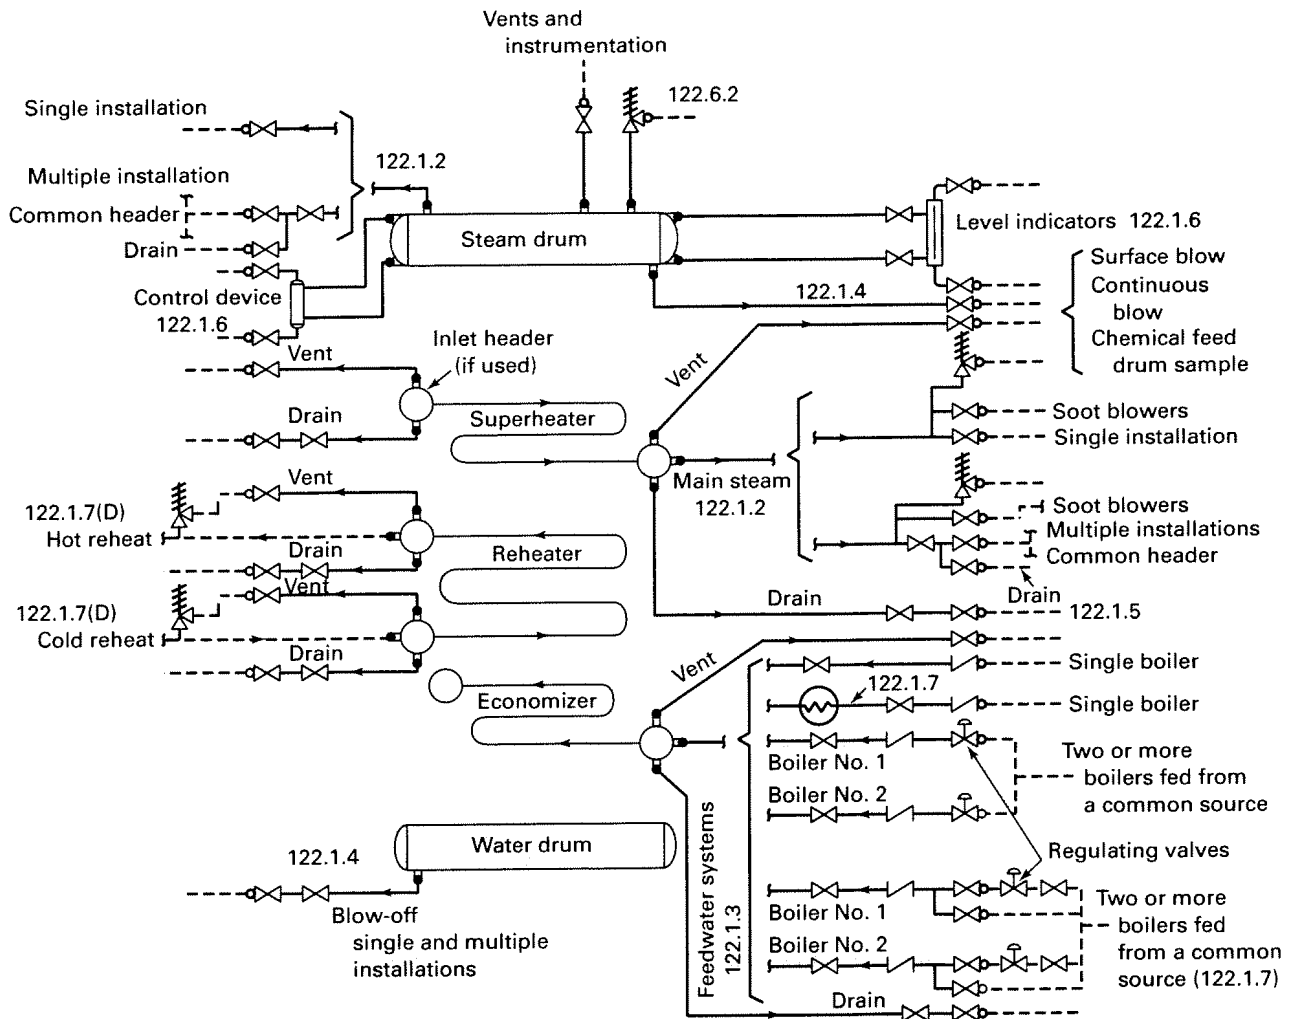 Vents and
instrumentation
122.6.2
Single installation
122.1.2
Multiple installation
Common header
Drain
Steam drum
Level indicators 122.1.6
Control device
122.1.6
122.1.4
Surface blow
Continuous
blow
Chemical feed
drum sample
Vent
Inlet header
(if used)
Vent
Drain
Superheater
Soot blowers
Single installation
Main steam
122.1.2
Vent
122.1.7(D)
Hot reheat
Drain
Reheater
Soot blowers
Multiple installations
Common header
Drain
Vent
122.1.7(D)
Cold reheat
Drain
Drain
122.1.5
Vent
Economizer
Single boiler
122.1.7
Single boiler
Boiler No. 1
Boiler No. 2
Two or more
boilers fed from
a common source
Regulating valves
Water drum
122.1.4
Blow-off
single and multiple
installations
Feedwater systems
122.1.3
Boiler No. 1
Boiler No. 2
Two or more
boilers fed
from a common
source (122.1.7)
Drain